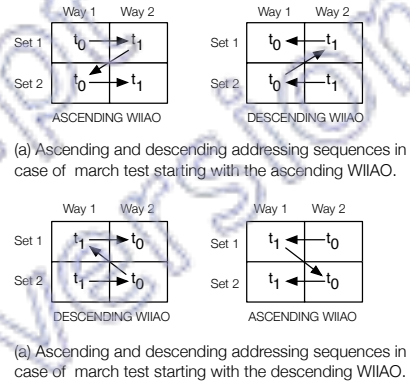 Way 1 Way 2 Way 1 Way 2
Set 1 t0 t1 Set 1 t0 t1
Set 2 t0 t1 Set 2 t0 t1
ASCENDING WIIAO DESCENDING WIIAO
(a) Ascending and descending addressing sequences in
case of march test starting with the ascending WIIAO.
Way 1 Way 2 Way 1 Way 2
Set 1 t1 t0 Set 1 t1 t0
Set 2 t1 t0 Set 2 t1 t0
DESCENDING WIIAO ASCENDING WIIAO
(a) Ascending and descending addressing sequences in
case of march test starting with the descending WIIAO.